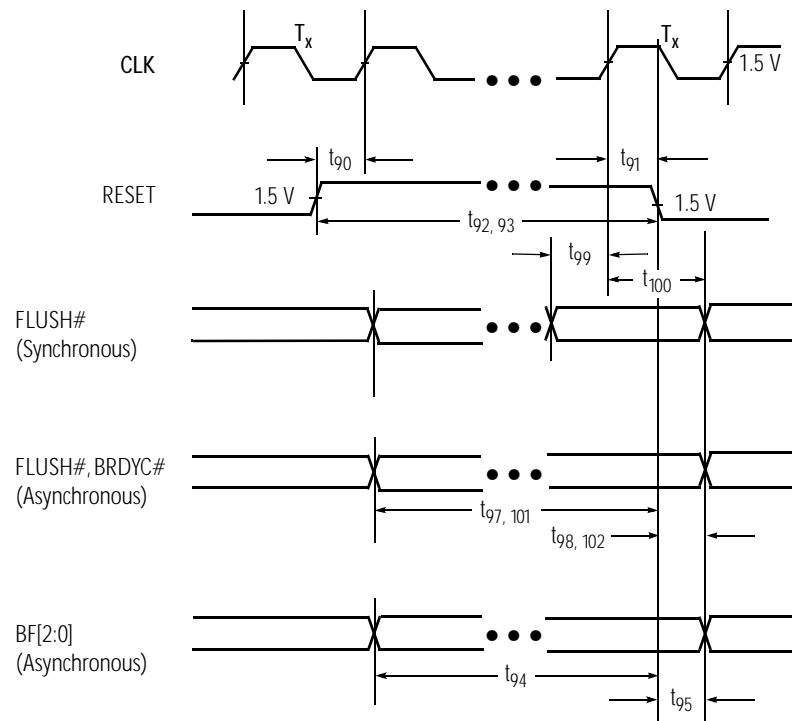 Tx Tx
CLK
1.5 V
t90 t91
RESET 1.5 V 1.5 V
t92, 93
t99
t100
FLUSH#
(Synchronous)
FLUSH#, BRDYC#
(Asynchronous)
t97, 101
t98, 102
BF[2:0]
(Asynchronous)
t94
t95